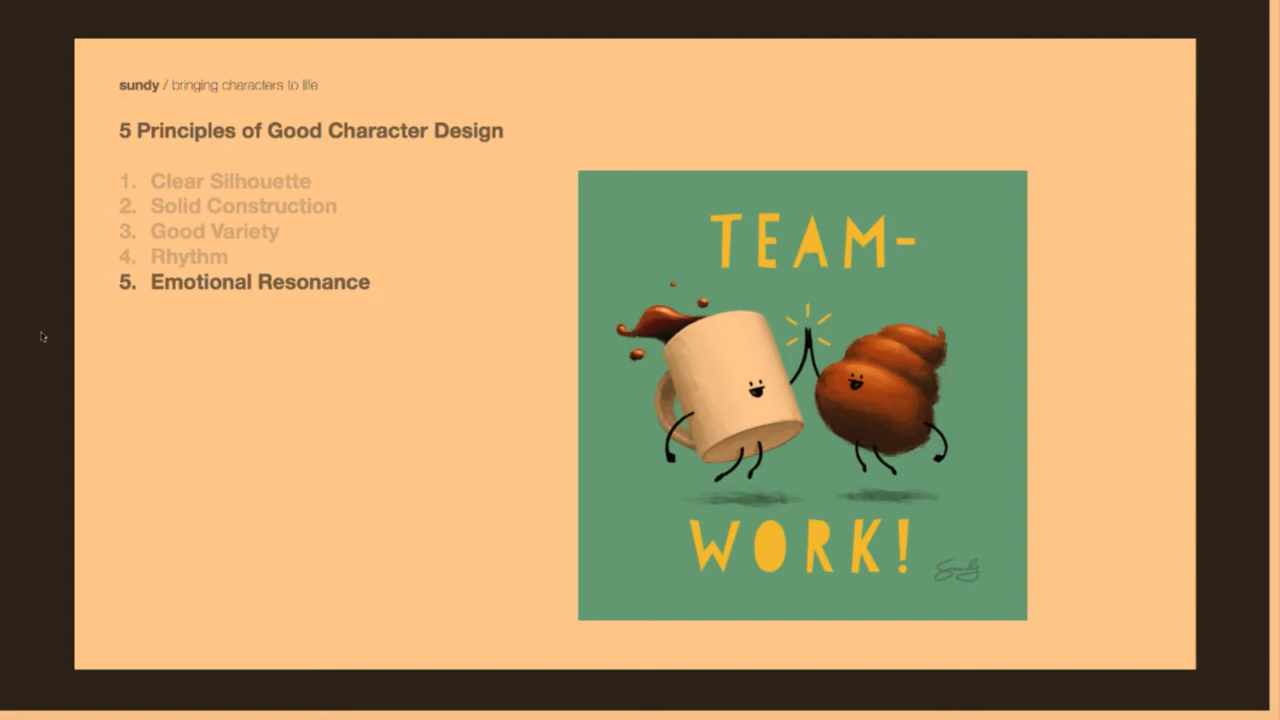 sundy / bringing characters to life
5 Principles of Good Character Design
1. Clear Silhouette
2. Solid Construction
3. Good Variety
4. Rhythm
5. Emotional Resonance
TEAM-
WORK!
Sundy